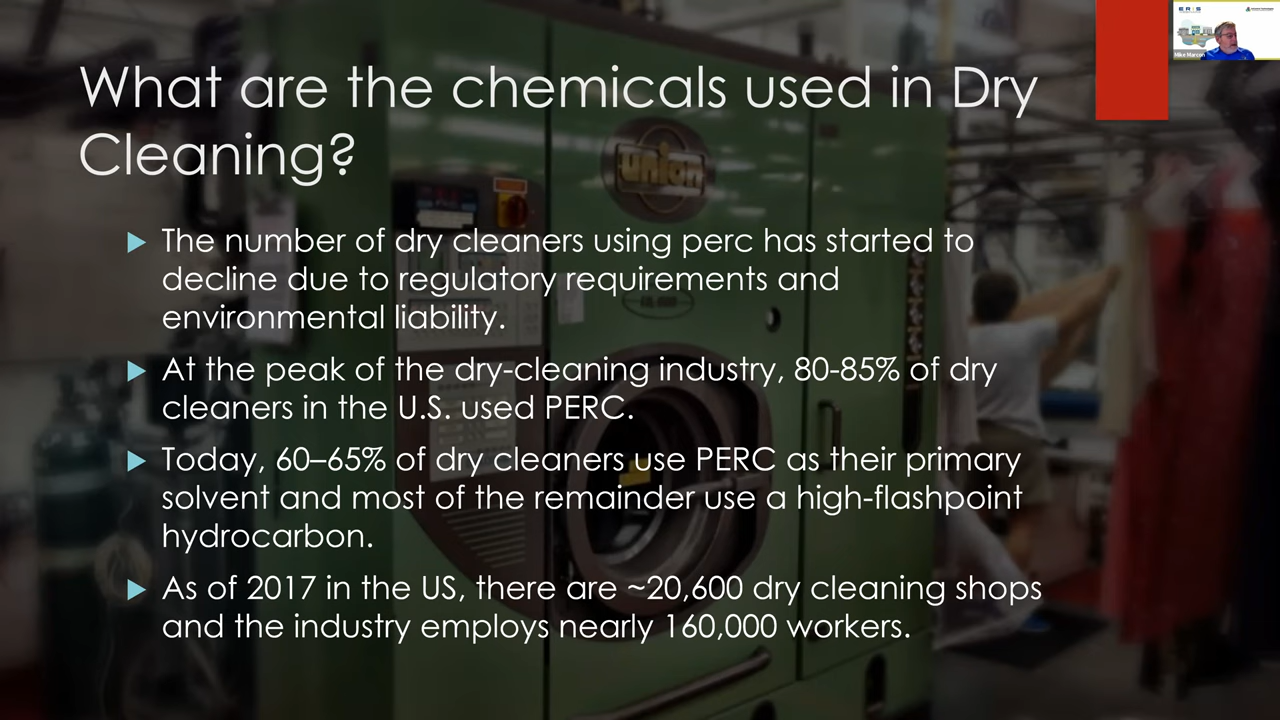 What are the chemicals used in Dry
Cleaning?
union
The number of dry cleaners using perc has started to
decline due to regulatory requirements and
environmental liability.
At the peak of the dry-cleaning industry, 80-85% of dry
cleaners in the U.S. used PERC.
Today, 60–65% of dry cleaners use PERC as their primary
solvent and most of the remainder use a high-flashpoint
hydrocarbon.
As of 2017 in the US, there are ~20,600 dry cleaning shops
and the industry employs nearly 160,000 workers.
Mike Marcon